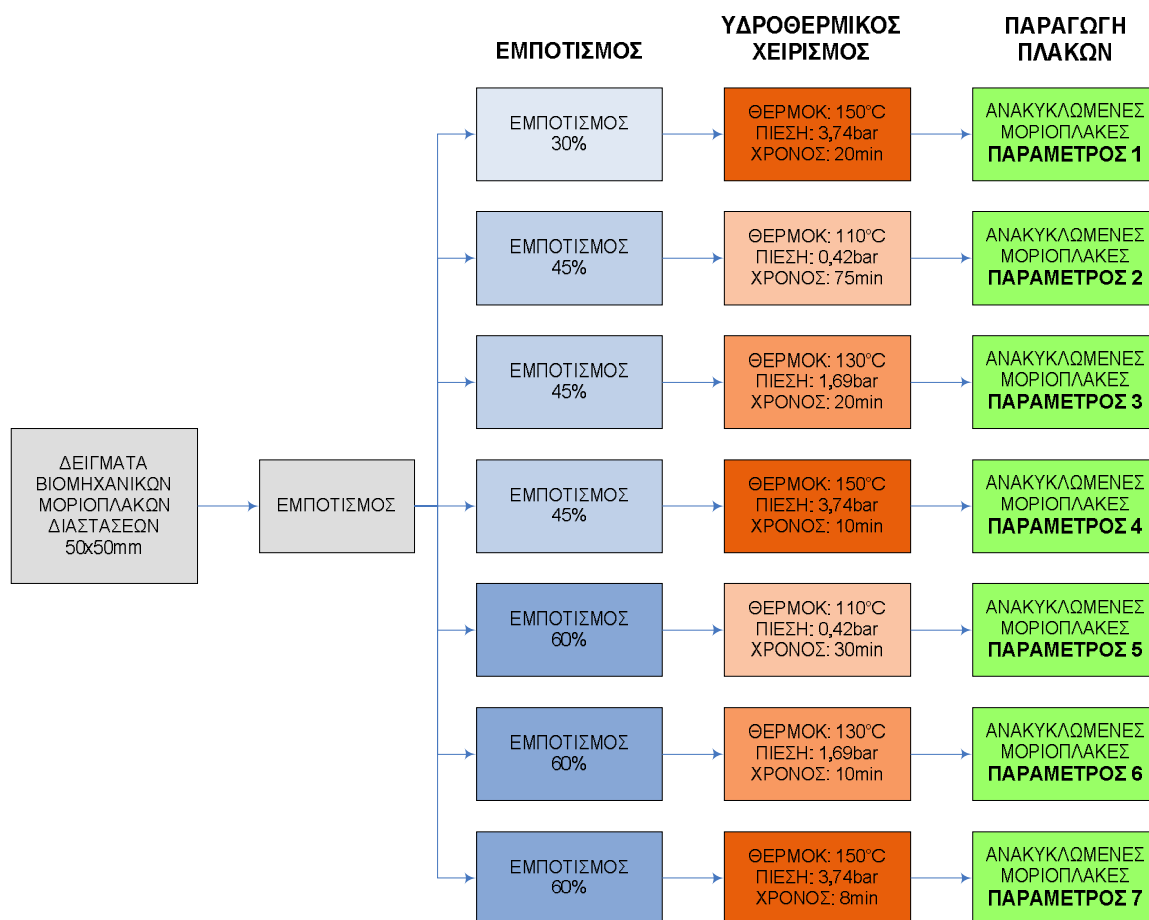 ΕΜΠΟΤΙΣΜΟΣ
ΥΔΡΟΘΕΡΜΙΚΟΣ
ΧΕΙΡΙΣΜΟΣ
ΠΑΡΑΓΩΓΗ
ΠΛΑΚΩΝ
ΕΜΠΟΤΙΣΜΟΣ
30%
ΘΕΡΜΟΚ: 150°C
ΠΙΕΣΗ: 3,74bar
ΧΡΟΝΟΣ: 20min
ΑΝΑΚΥΚΛΩΜΕΝΕΣ
ΜΟΡΙΟΠΛΑΚΕΣ
ΠΑΡΑΜΕΤΡΟΣ 1
ΕΜΠΟΤΙΣΜΟΣ
45%
ΘΕΡΜΟΚ: 110°C
ΠΙΕΣΗ: 0,42bar
ΧΡΟΝΟΣ: 75min
ΑΝΑΚΥΚΛΩΜΕΝΕΣ
ΜΟΡΙΟΠΛΑΚΕΣ
ΠΑΡΑΜΕΤΡΟΣ 2
ΕΜΠΟΤΙΣΜΟΣ
45%
ΘΕΡΜΟΚ: 130°C
ΠΙΕΣΗ: 1,69bar
ΧΡΟΝΟΣ: 20min
ΑΝΑΚΥΚΛΩΜΕΝΕΣ
ΜΟΡΙΟΠΛΑΚΕΣ
ΠΑΡΑΜΕΤΡΟΣ 3
ΔΕΙΓΜΑΤΑ
ΒΙΟΜΗΧΑΝΙΚΩΝ
ΜΟΡΙΟΠΛΑΚΩΝ
ΔΙΑΣΤΑΣΕΩΝ
50x50mm
ΕΜΠΟΤΙΣΜΟΣ
ΕΜΠΟΤΙΣΜΟΣ
45%
ΘΕΡΜΟΚ: 150°C
ΠΙΕΣΗ: 3,74bar
ΧΡΟΝΟΣ: 10min
ΑΝΑΚΥΚΛΩΜΕΝΕΣ
ΜΟΡΙΟΠΛΑΚΕΣ
ΠΑΡΑΜΕΤΡΟΣ 4
ΕΜΠΟΤΙΣΜΟΣ
60%
ΘΕΡΜΟΚ: 110°C
ΠΙΕΣΗ: 0,42bar
ΧΡΟΝΟΣ: 30min
ΑΝΑΚΥΚΛΩΜΕΝΕΣ
ΜΟΡΙΟΠΛΑΚΕΣ
ΠΑΡΑΜΕΤΡΟΣ 5
ΕΜΠΟΤΙΣΜΟΣ
60%
ΘΕΡΜΟΚ: 130°C
ΠΙΕΣΗ: 1,69bar
ΧΡΟΝΟΣ: 10min
ΑΝΑΚΥΚΛΩΜΕΝΕΣ
ΜΟΡΙΟΠΛΑΚΕΣ
ΠΑΡΑΜΕΤΡΟΣ 6
ΕΜΠΟΤΙΣΜΟΣ
60%
ΘΕΡΜΟΚ: 150°C
ΠΙΕΣΗ: 3,74bar
ΧΡΟΝΟΣ: 8min
ΑΝΑΚΥΚΛΩΜΕΝΕΣ
ΜΟΡΙΟΠΛΑΚΕΣ
ΠΑΡΑΜΕΤΡΟΣ 7